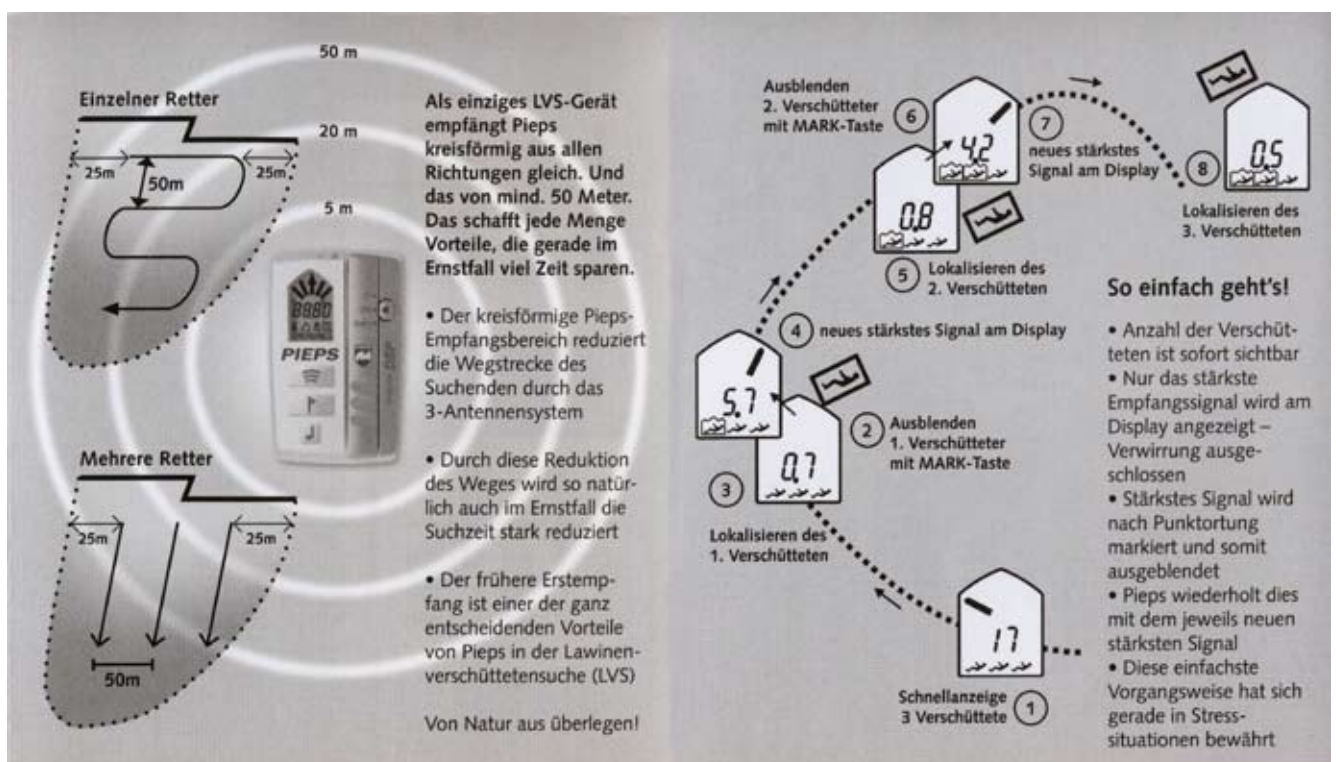 50 m
20 m
5 m
Einzelner Retter
25m
50m
25m
Mehrere Retter
25m
25m
50m
8880
PIEPS
DSP
Als einziges LVS-Gerät
empfängt Pieps
kreisförmig aus allen
Richtungen gleich. Und
das von mind. 50 Meter.
Das schafft jede Menge
Vorteile, die gerade im
Ernstfall viel Zeit sparen.
• Der kreisförmige Pieps-
Empfangsbereich reduziert
die Wegstrecke des
Suchenden durch das
3-Antennensystem
• Durch diese Reduktion
des Weges wird so natür-
lich auch im Ernstfall die
Suchzeit stark reduziert
• Der frühere Erstemp-
fang ist einer der ganz
entscheidenden Vorteile
von Pieps in der Lawinen-
verschüttetensuche (LVS)
Von Natur aus überlegen!
Ausblenden
2. Verschütteter
mit MARK-Taste
6
4.2
7
neues stärkstes
Signal am Display
0.5
8
Lokalisieren des
3. Verschütteten
0.8
5
Lokalisieren des
2. Verschütteten
4
neues stärkstes Signal am Display
5.7
2
Ausblenden
1. Verschütteter
mit MARK-Taste
0.7
3
Lokalisieren des
1. Verschütteten
17
Schnellanzeige
3 Verschüttete
1
So einfach geht's!
• Anzahl der Verschüt-
teten ist sofort sichtbar
• Nur das stärkste
Empfangssignal wird am
Display angezeigt –
Verwirrung ausge-
schlossen
• Stärkstes Signal wird
nach Punktortung
markiert und somit
ausgeblendet
• Pieps wiederholt dies
mit dem jeweils neuen
stärksten Signal
• Diese einfachste
Vorgangsweise hat sich
gerade in Stress-
situationen bewährt